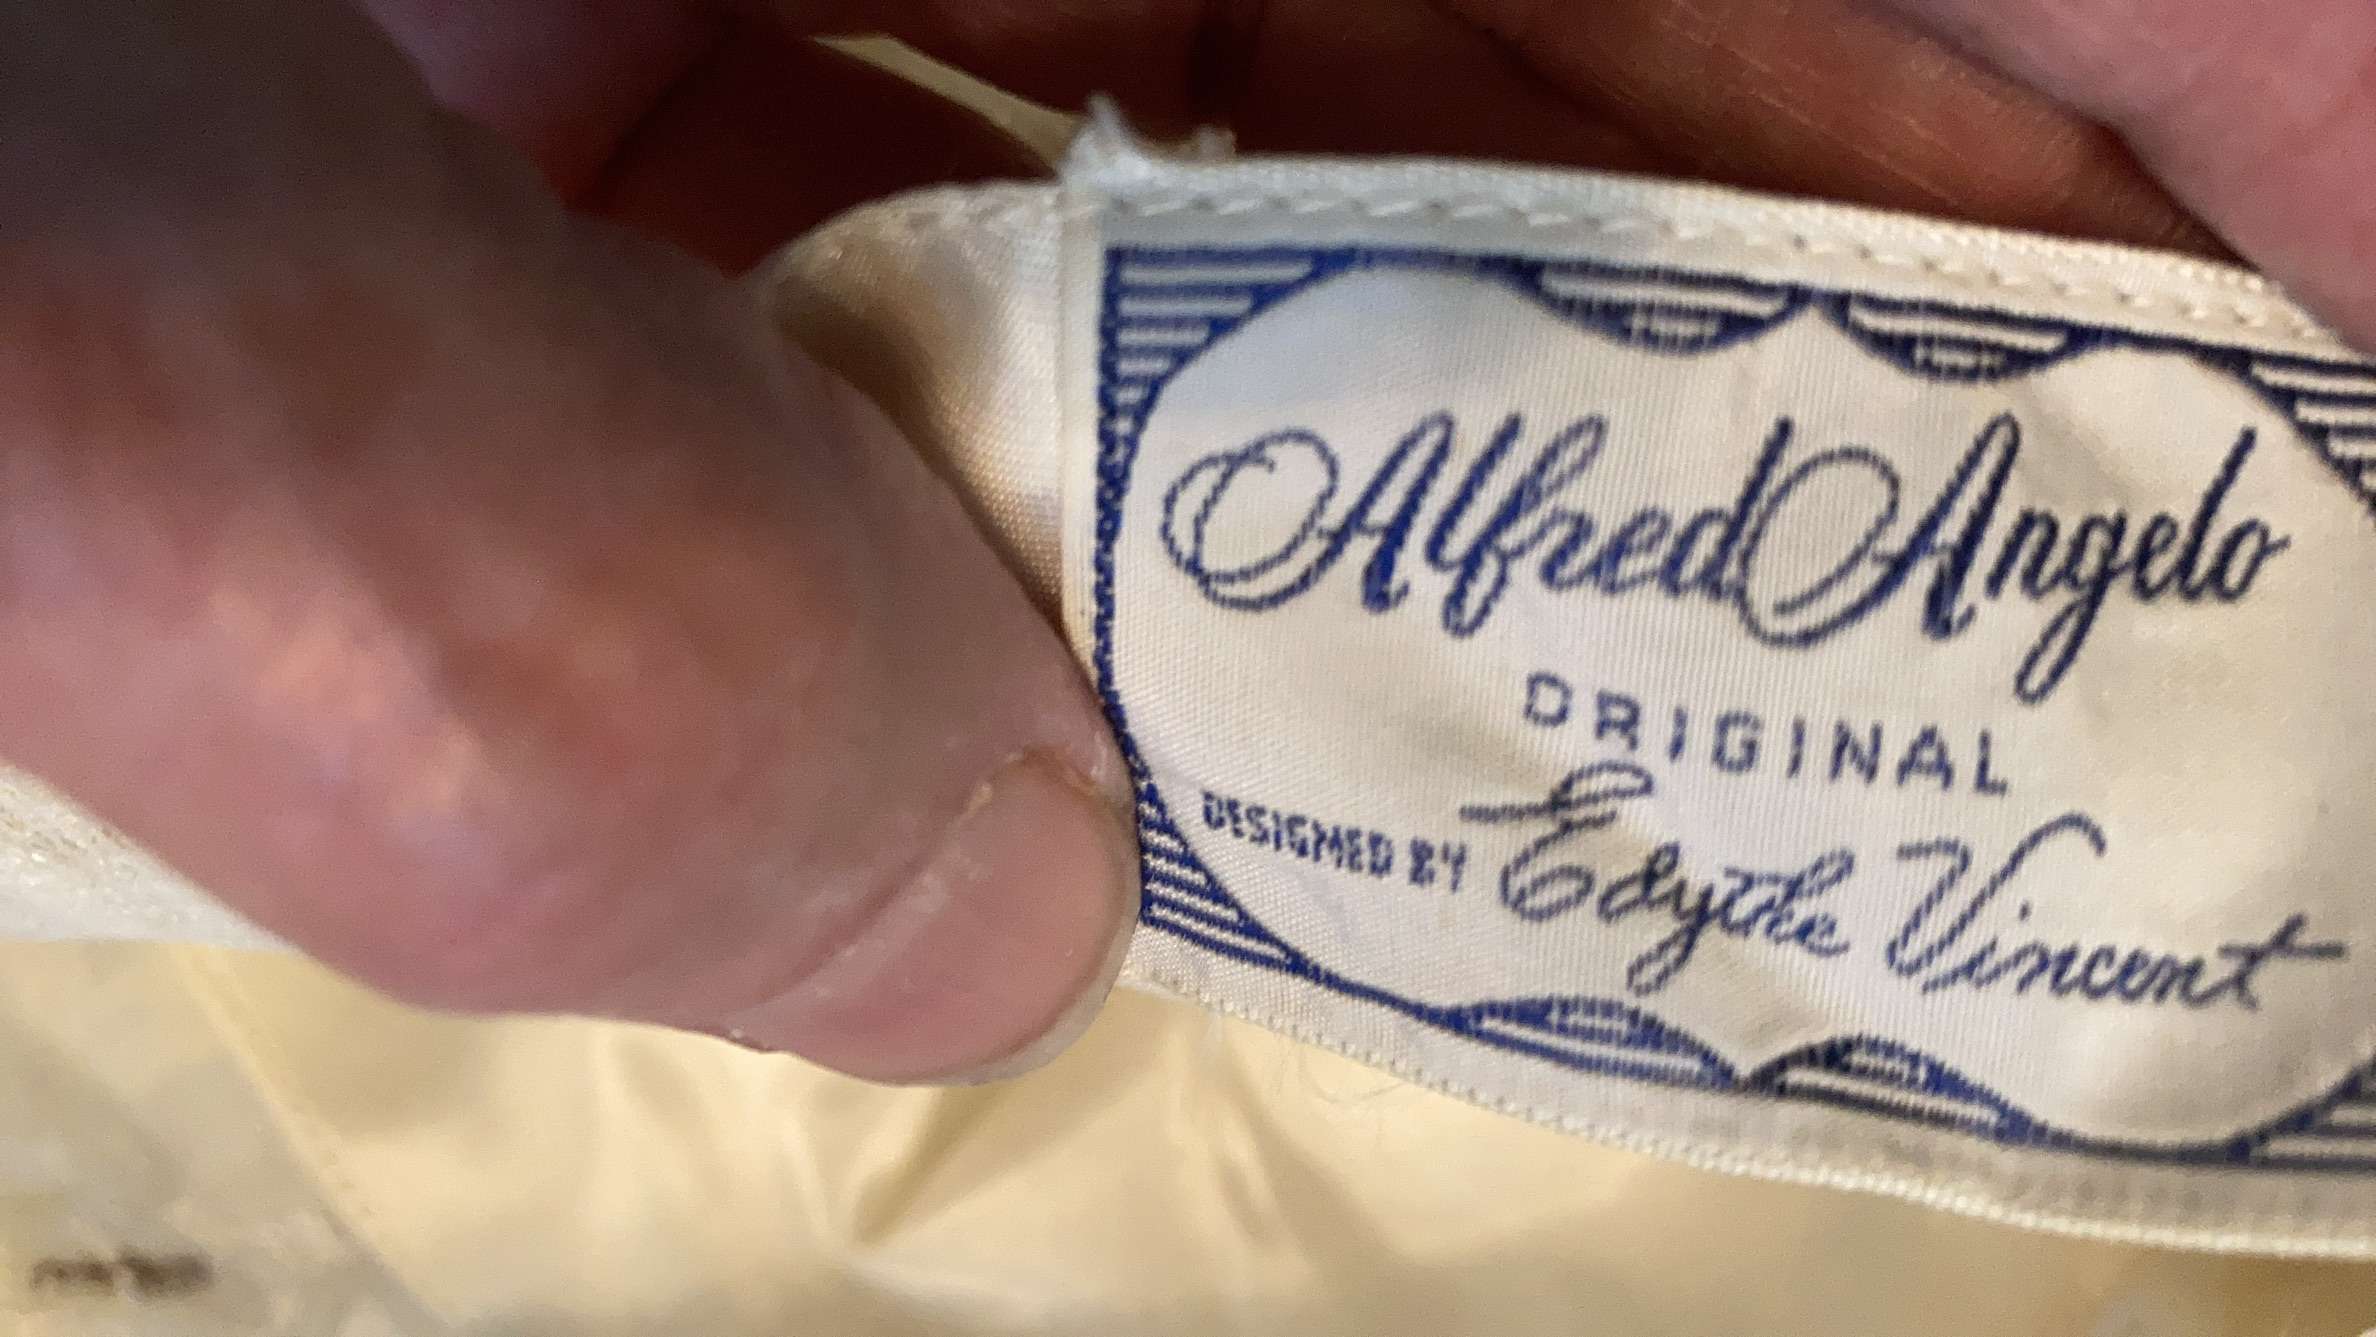 Alfred Angelo
ORIGINAL
DESIGNED BY Edythe Vincent